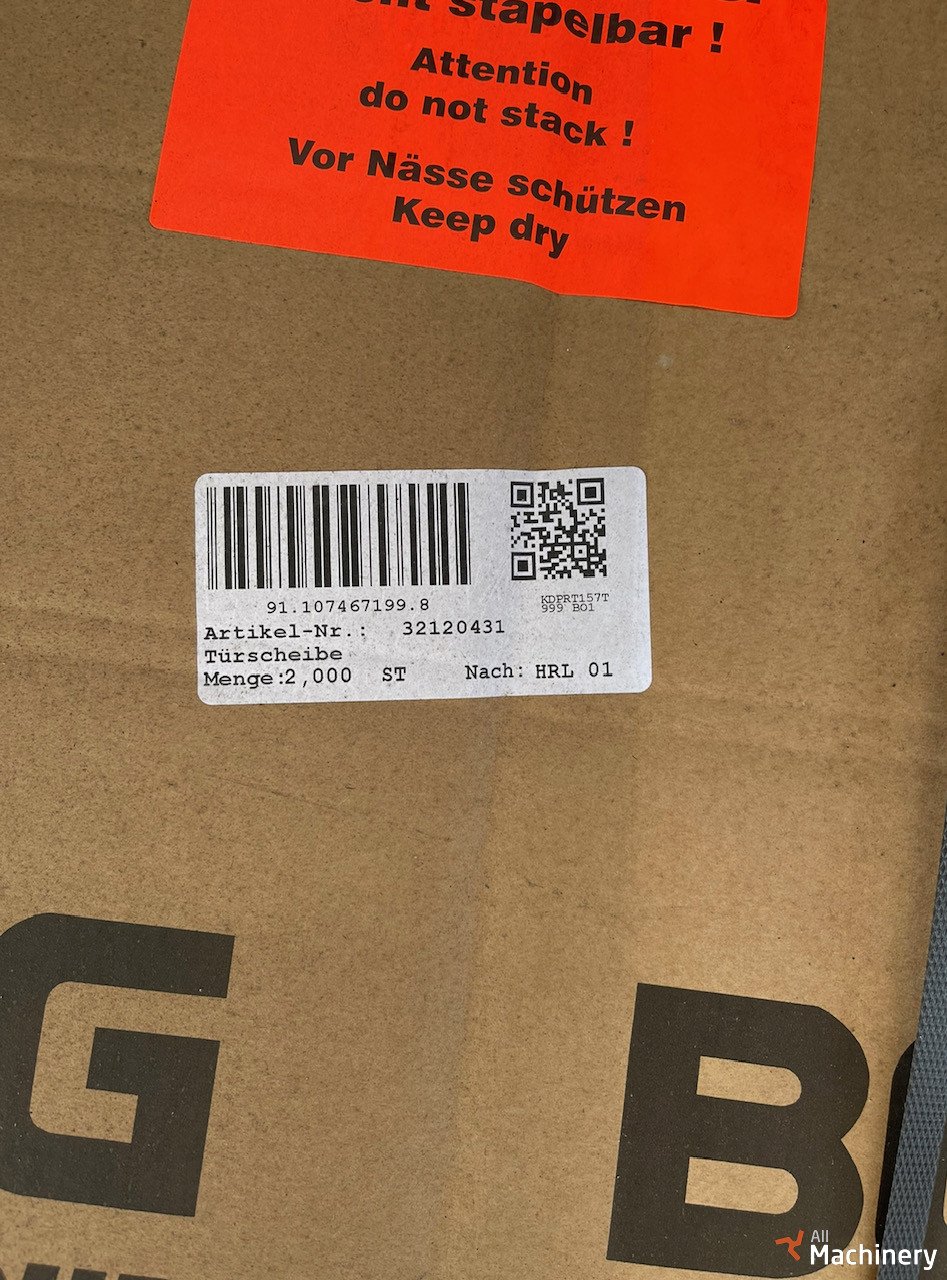 stapelbar !
Attention
do not stack !
Vor Nässe schützen
Keep dry
91.107467199.8
KDPRT157T
999 B01
Artikel-Nr.: 32120431
Türscheibe
Menge:2,000 ST Nach: HRL 01
G B
All
Machinery